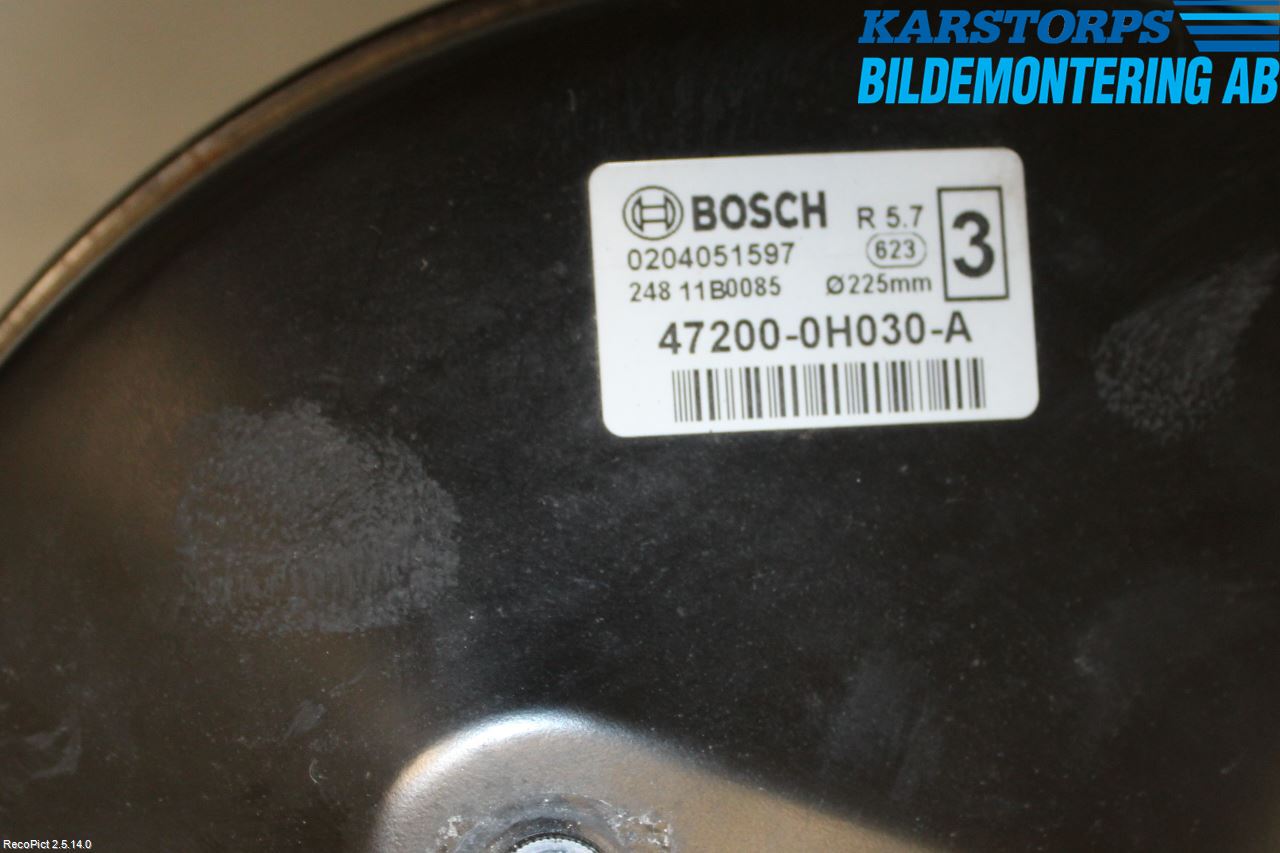 KARSTORPS
BILDEMONTERING AB
BOSCH R 5.7 3
0204051597 623
248 11B0085 Ø225mm
47200-0H030-A
RecoPict 2.5.14.0